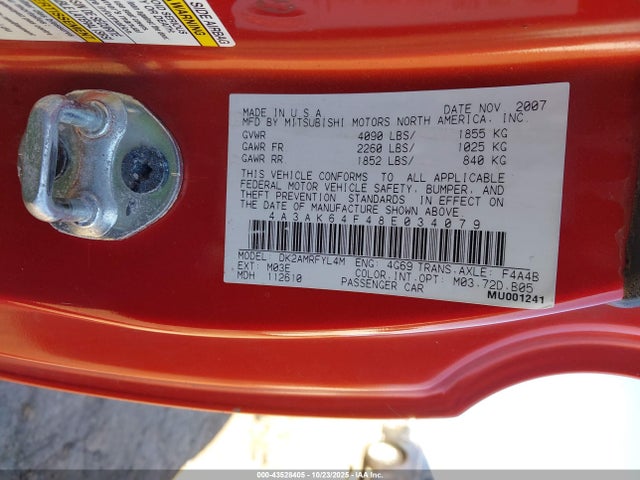 SIDE AIRBAG
MADE IN U S A DATE NOV. 2007
MFD BY MITSUBISHI MOTORS NORTH AMERICA, INC.
GVWR 4090 LBS/ 1855 KG
GAWR FR 2260 LBS/ 1025 KG
GAWR RR 1852 LBS/ 840 KG
THIS VEHICLE CONFORMS TO ALL APPLICABLE
FEDERAL MOTOR VEHICLE SAFETY, BUMPER, AND
THEFT PREVENTION STANDARDS IN EFFECT ON
THE DATE OF MANUFACTURE SHOWN ABOVE.
4A3AK64F48E034079
MODEL: DK2AMRFYL4M ENG: 4G69 TRANS.AXLE: F4A4B
EXT: M03E COLOR.INT.OPT: M03.72D.B05
MDH 112610 PASSENGER CAR MU001241
000-43528405 - 10/23/2025 - IAA Inc.